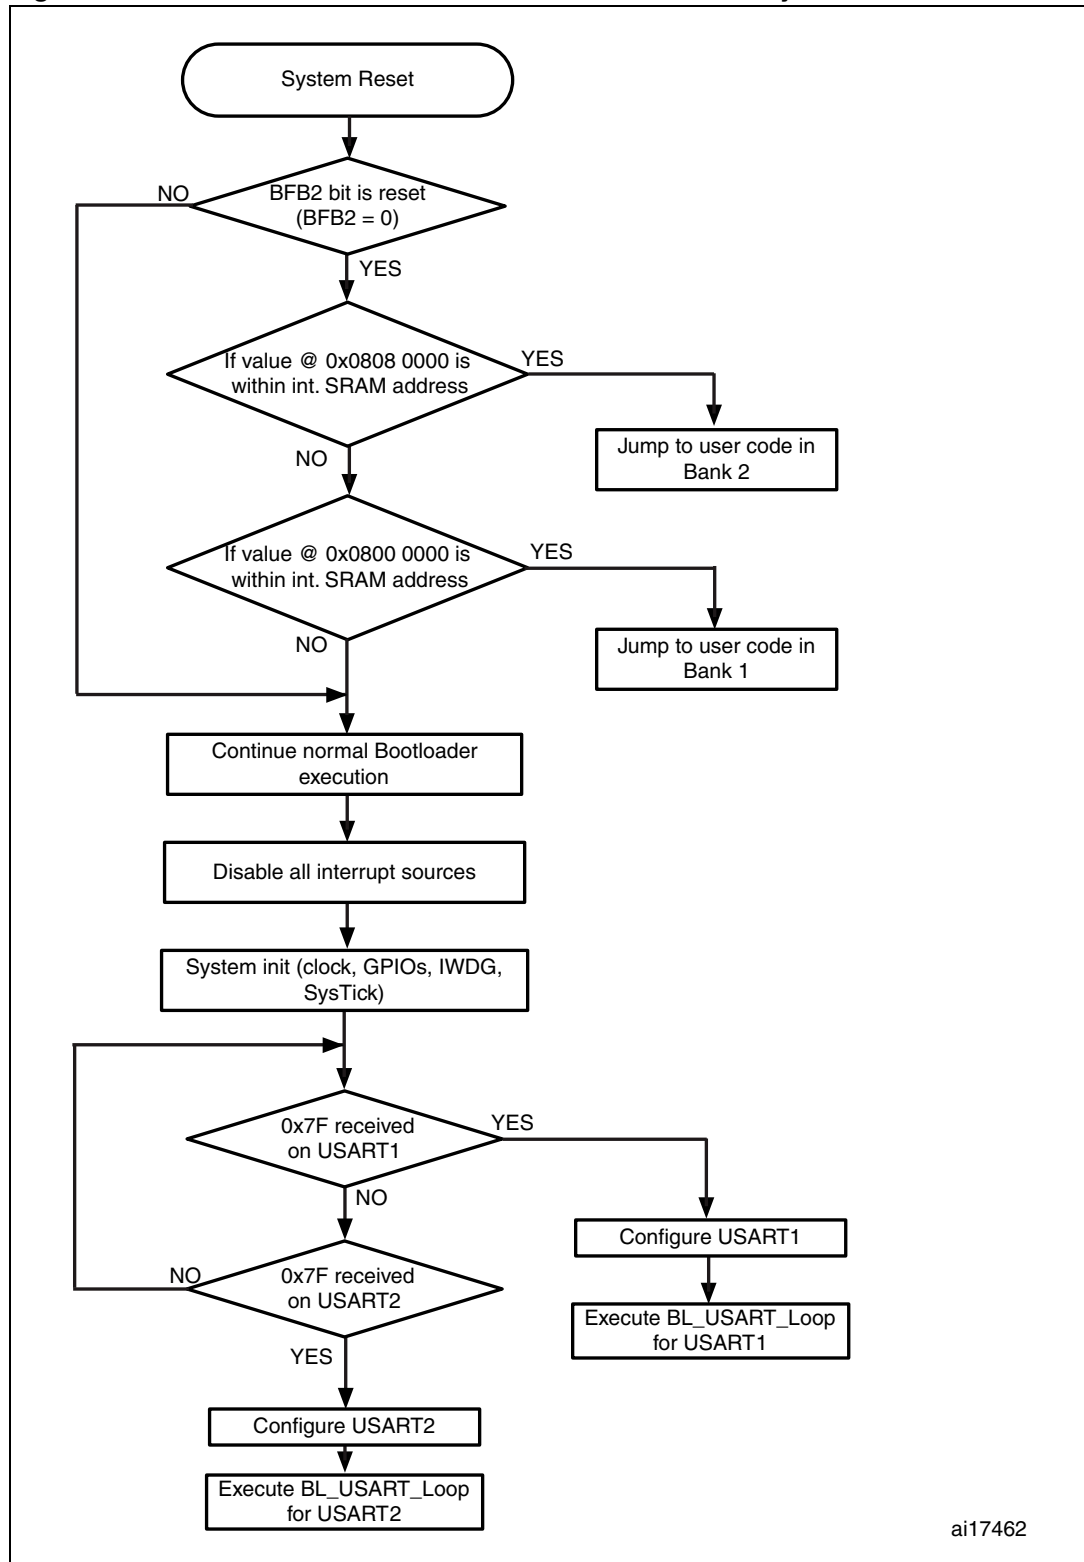 System Reset
NO
BFB2 bit is reset
(BFB2 = 0)
YES
If value @ 0x0808 0000 is
within int. SRAM address
YES
Jump to user code in
Bank 2
NO
If value @ 0x0800 0000 is
within int. SRAM address
YES
Jump to user code in
Bank 1
NO
Continue normal Bootloader
execution
Disable all interrupt sources
System init (clock, GPIOs, IWDG,
SysTick)
0x7F received
on USART1
YES
NO
Configure USART1
0x7F received
on USART2
NO
Execute BL_USART_Loop
for USART1
YES
Configure USART2
Execute BL_USART_Loop
for USART2
ai17462